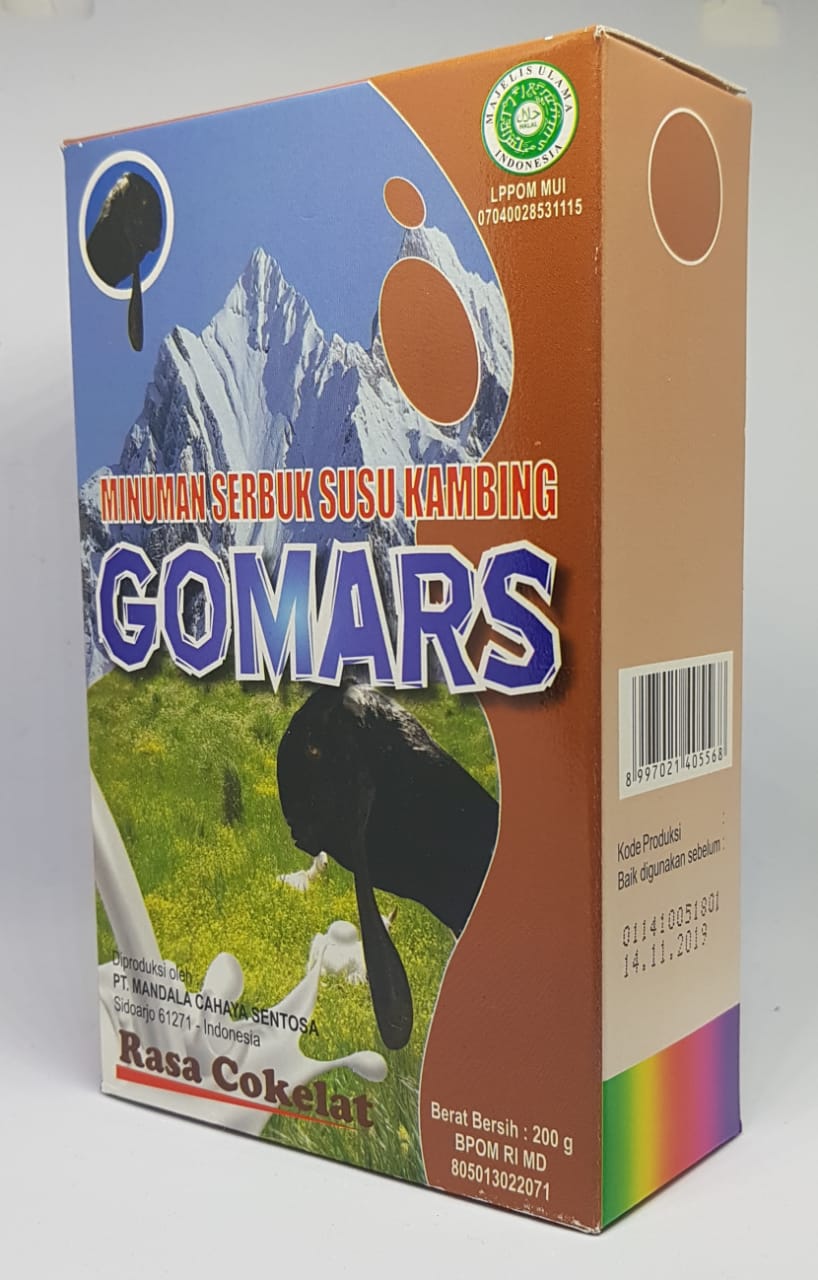 MAJELIS ULAMA
حلال
HALAL
INDONESIA
LPPOM MUI
07040028531115
MINUMAN SERBUK SUSU KAMBING
GOMARS
Diproduksi oleh :
PT. MANDALA CAHAYA SENTOSA
Sidoarjo 61271 - Indonesia
Rasa Cokelat
Berat Bersih : 200 g
BPOM RI MD
805013022071
8 997021 405568
Kode Produksi :
Baik digunakan sebelum :
011410051801
14.11.2019